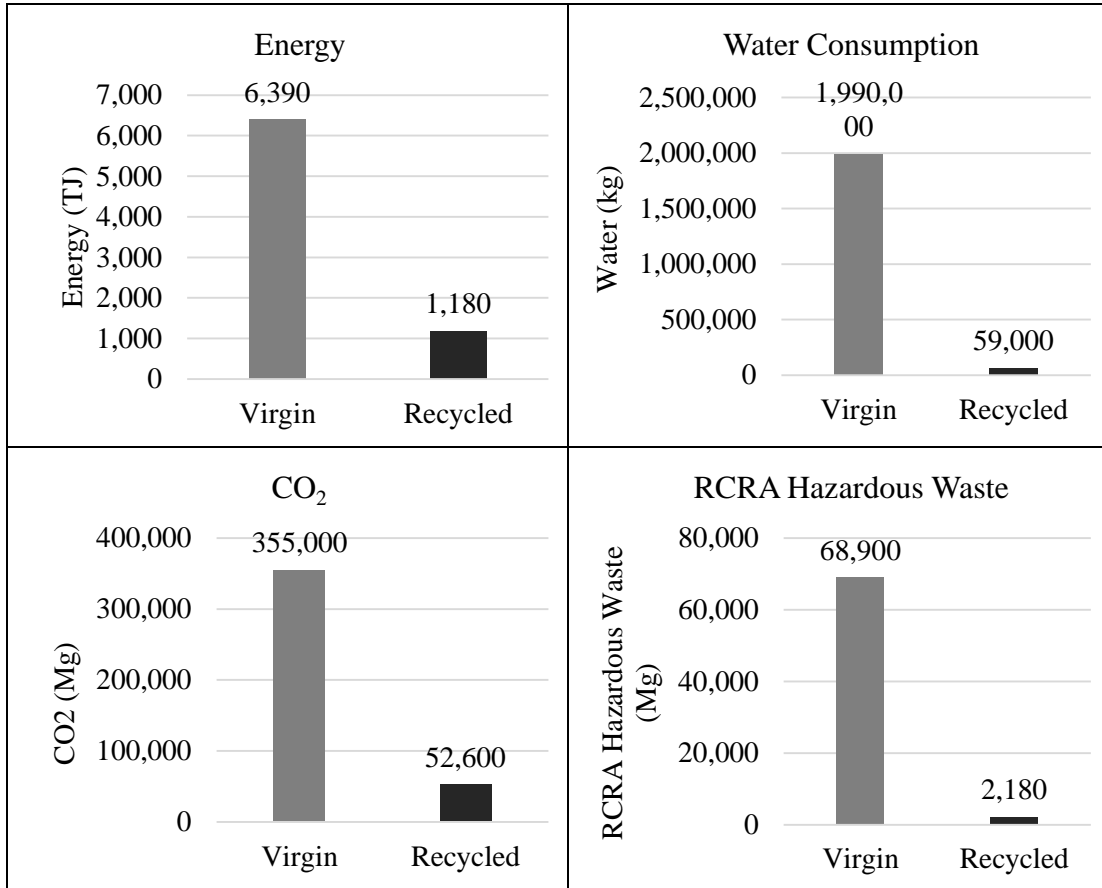 Energy
6,390
7,000
6,000
5,000
4,000
3,000
2,000
1,000
0
Energy (TJ)
1,180
Virgin
Recycled
Water Consumption
1,990,0
00
2,500,000
2,000,000
1,500,000
1,000,000
500,000
0
Water (kg)
59,000
Virgin
Recycled
CO2
400,000
300,000
200,000
100,000
0
CO2 (Mg)
355,000
52,600
Virgin
Recycled
RCRA Hazardous Waste
80,000
60,000
40,000
20,000
0
RCRA Hazardous Waste
(Mg)
68,900
2,180
Virgin
Recycled